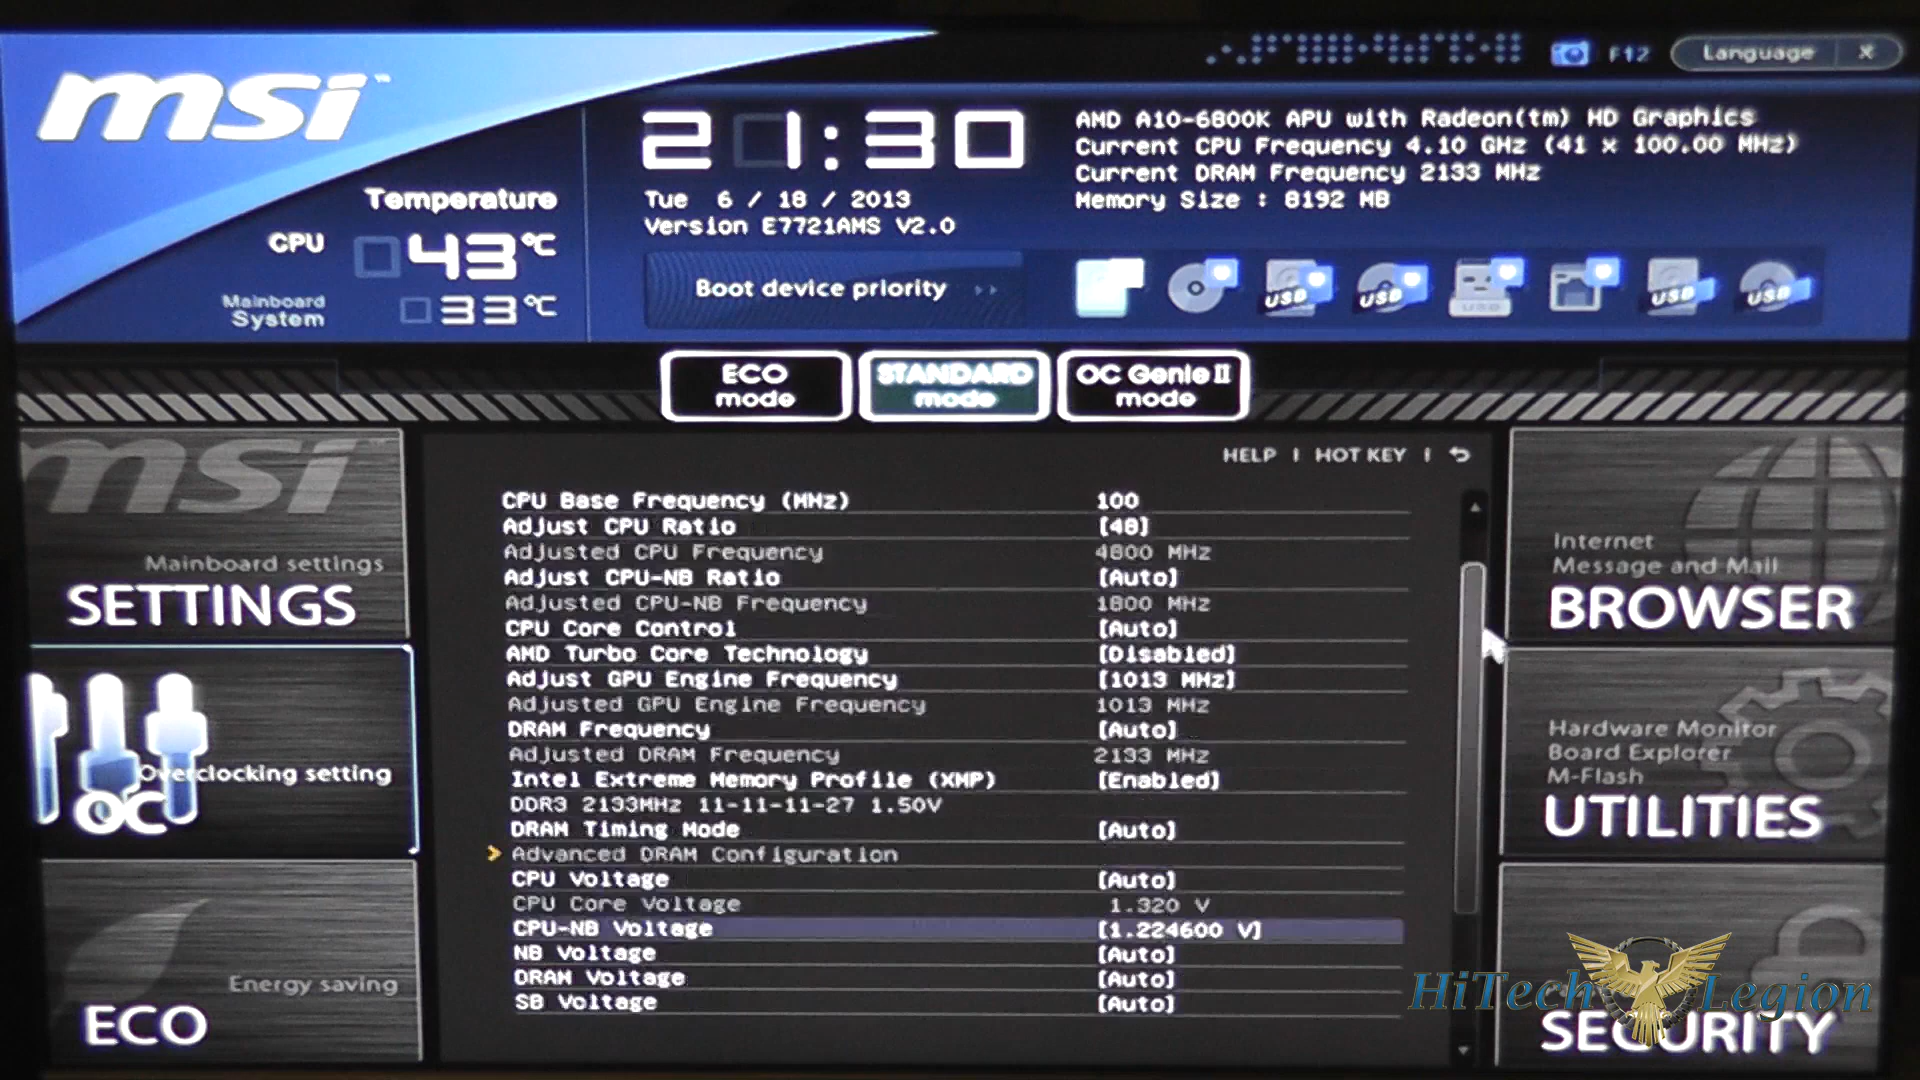 msi™
F12
Language X
21:30
AMD A10-6800K APU with Radeon(tm) HD Graphics
Current CPU Frequency 4.10 GHz (41 x 100.00 MHz)
Current DRAM Frequency 2133 MHz
Memory Size : 8192 MB
Temperature
CPU 43°C
Mainboard
System 33°C
Tue 6 / 18 / 2013
Version E7721AMS V2.0
Boot device priority
USB
USB
USB
USB
USB
ECO
mode
STANDARD
mode
OC Genie II
mode
HELP | HOT KEY |
msi
Mainboard settings
SETTINGS
Overclocking setting
OC
Energy saving
ECO
CPU Base Frequency (MHz) 100
Adjust CPU Ratio [48]
Adjusted CPU Frequency 4800 MHz
Adjust CPU-NB Ratio [Auto]
Adjusted CPU-NB Frequency 1800 MHz
CPU Core Control [Auto]
AMD Turbo Core Technology [Disabled]
Adjust GPU Engine Frequency [1013 MHz]
Adjusted GPU Engine Frequency 1013 MHz
DRAM Frequency [Auto]
Adjusted DRAM Frequency 2133 MHz
Intel Extreme Memory Profile (XMP) [Enabled]
DDR3 2133MHz 11-11-11-27 1.50V
DRAM Timing Mode [Auto]
> Advanced DRAM Configuration
CPU Voltage [Auto]
CPU Core Voltage 1.320 V
CPU-NB Voltage [1.224600 V]
NB Voltage [Auto]
DRAM Voltage [Auto]
SB Voltage [Auto]
Internet
Message and Mail
BROWSER
Hardware Monitor
Board Explorer
M-Flash
UTILITIES
SECURITY
HiTech Legion